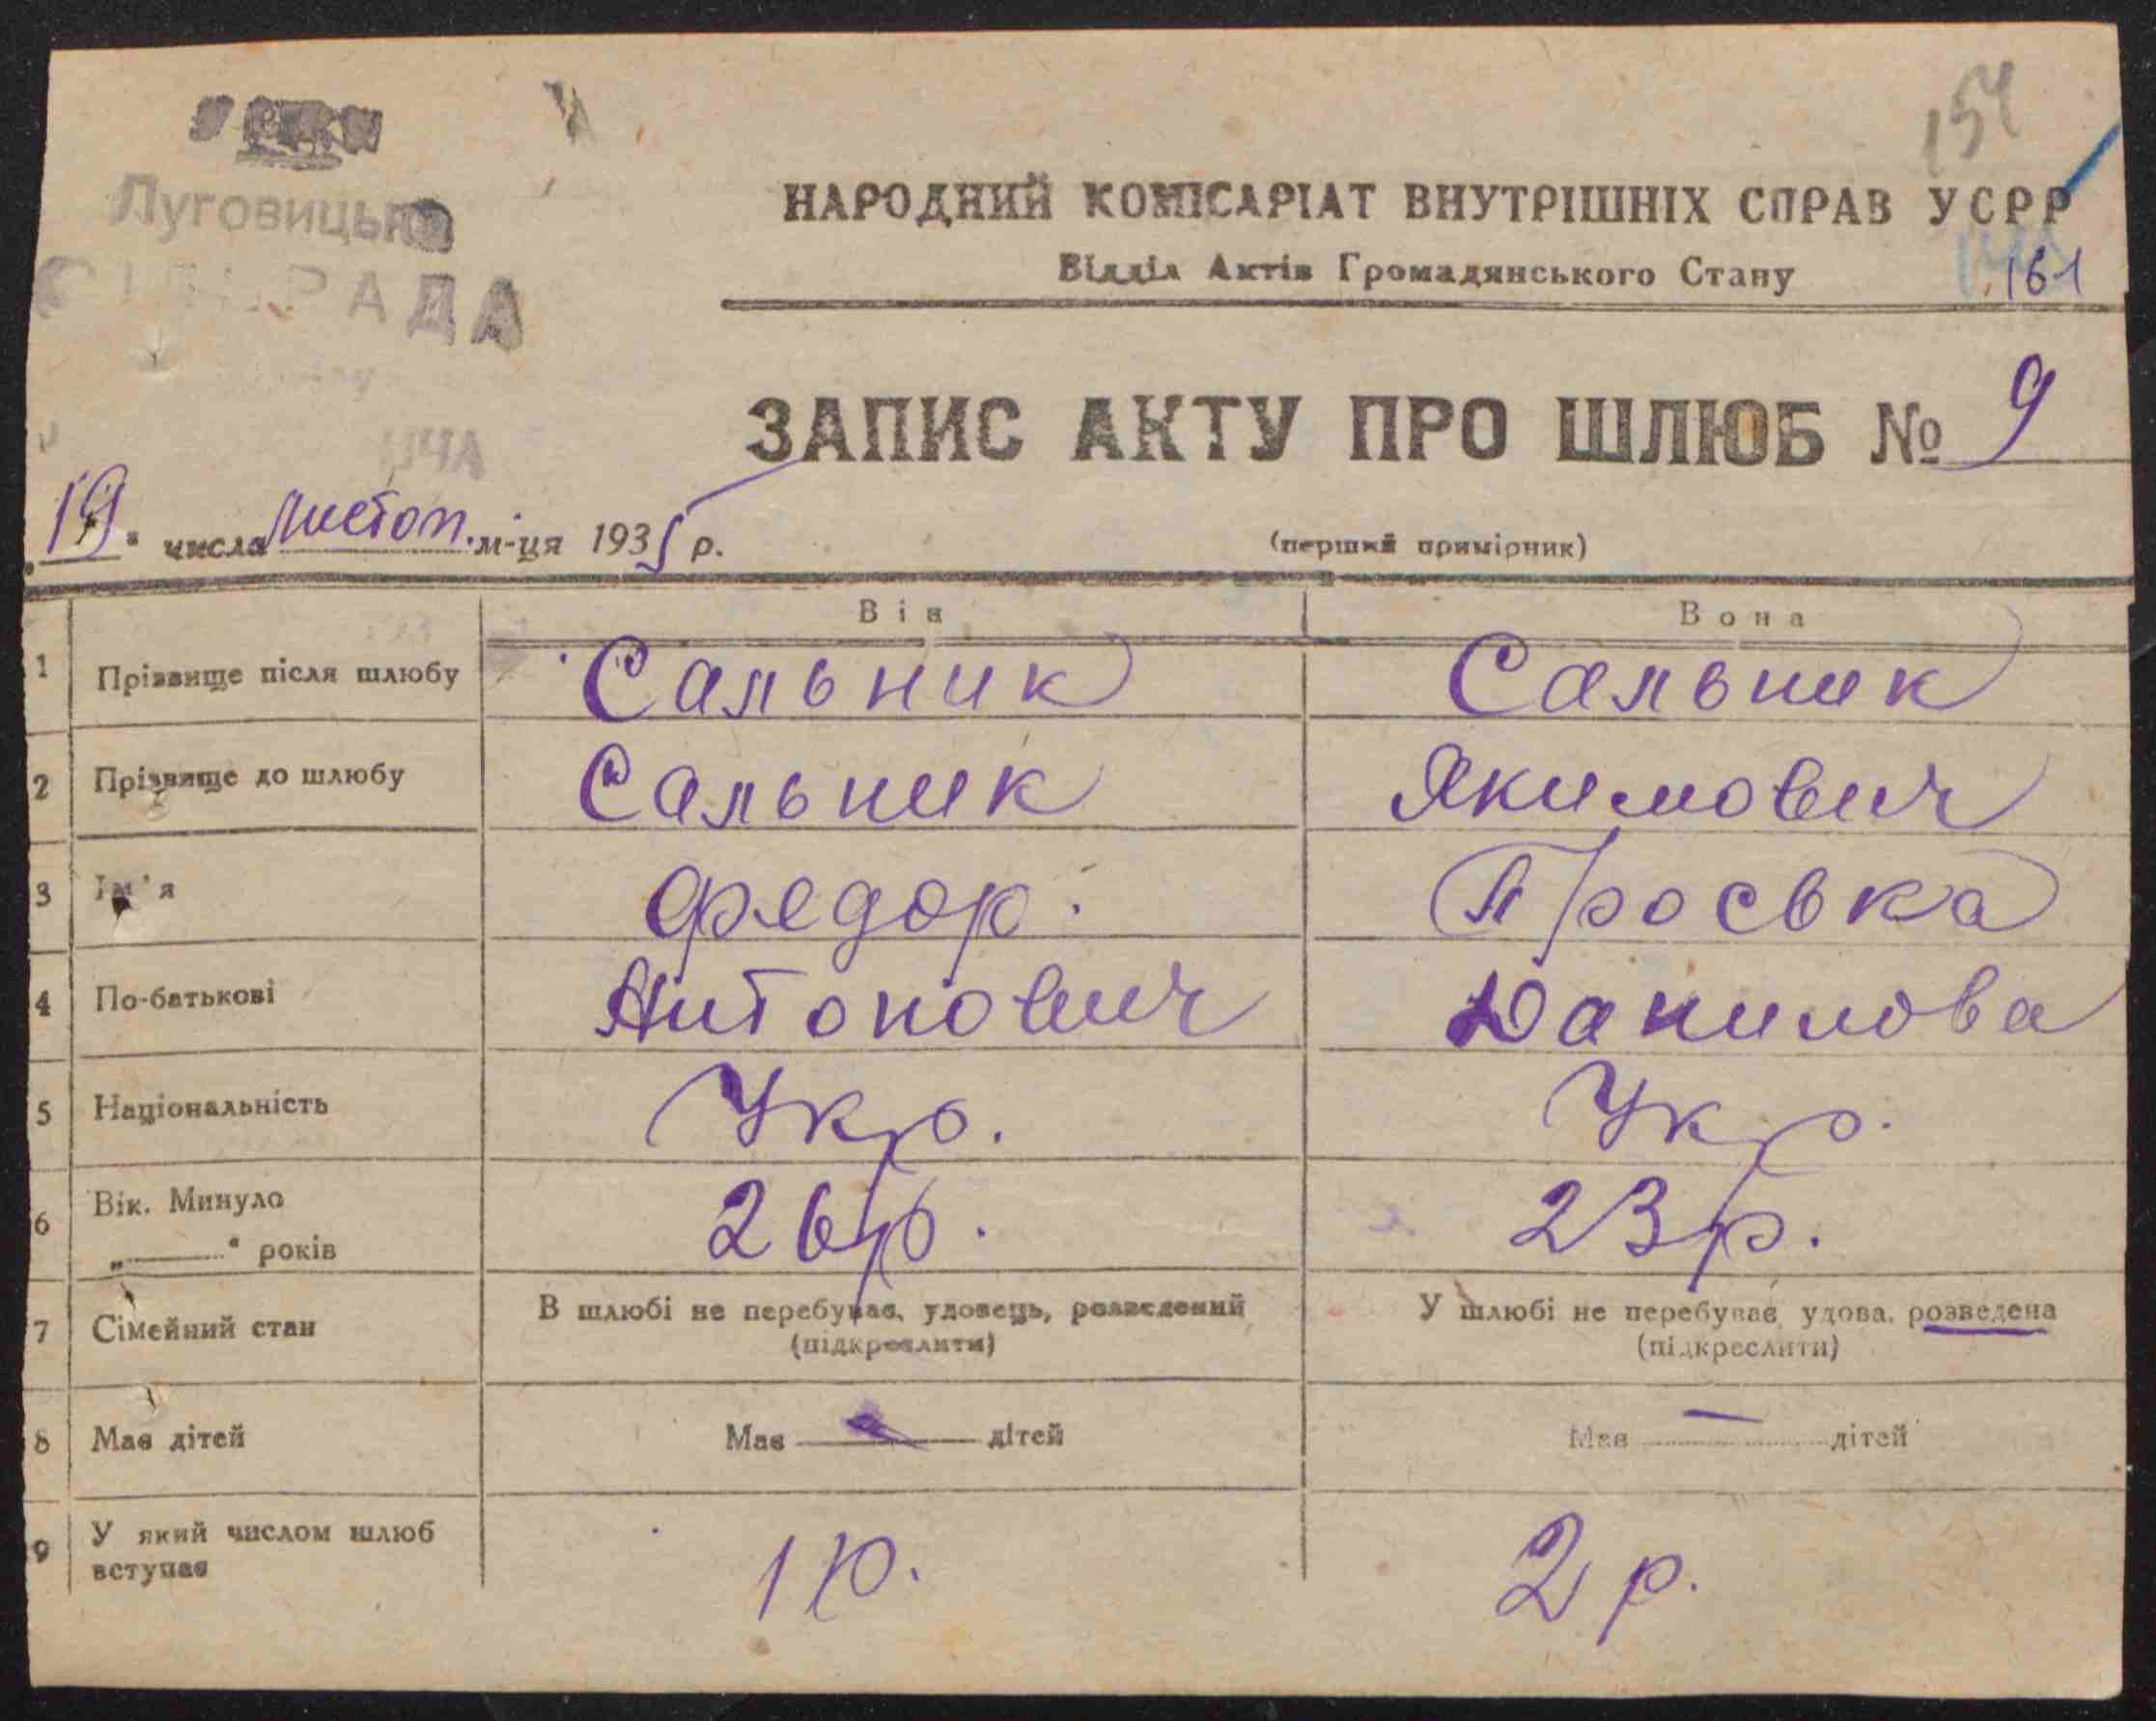 154
Луговицька
СІЛЬРАДА
НАРОДНИЙ КОМІСАРІАТ ВНУТРІШНІХ СПРАВ УСРР
Відділ Актів Громадянського Стану
161
ЗАПИС АКТУ ПРО ШЛЮБ № 9
„19" числа Листоп. м-ця 1935 р.
(перший примірник)
Він Вона
1 Прізвище після шлюбу Сальник Сальник
2 Прізвище до шлюбу Сальник Якимович
3 Ім'я Федор. Проська
4 По-батькові Антонович Данилова
5 Національність Укр. Укр.
6 Вік. Минуло
„———" років 26 р. 23 р.
7 Сімейний стан В шлюбі не перебував, удовець, розведений У шлюбі не перебував, удова, розведена
(підкреслити) (підкреслити)
8 Має дітей Має — дітей Має — дітей
9 У який числом шлюб
вступає 1 р. 2 р.